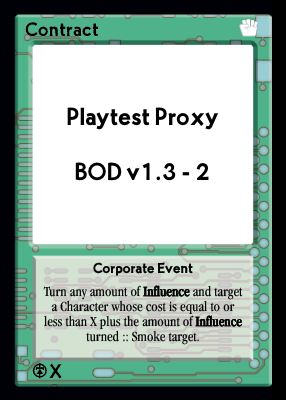 Contract
Playtest Proxy
BOD v1.3 - 2
Corporate Event
Turn any amount of Influence and target
a Character whose cost is equal to or
less than X plus the amount of Influence
turned :: Smoke target.
X